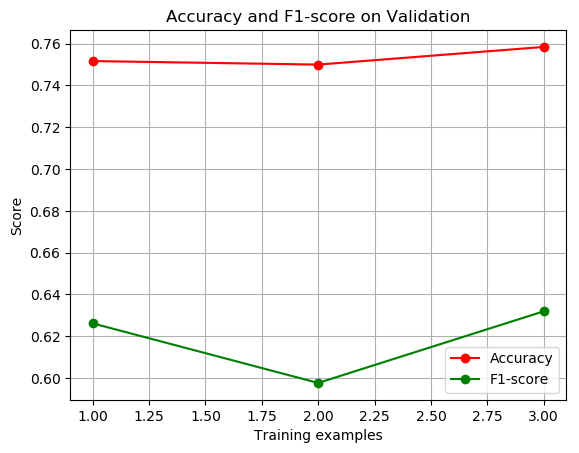 Accuracy and F1-score on Validation
0.76
0.74
0.72
0.70
0.68
0.66
0.64
0.62
0.60
Score
1.00 1.25 1.50 1.75 2.00 2.25 2.50 2.75 3.00
Training examples
Accuracy
F1-score